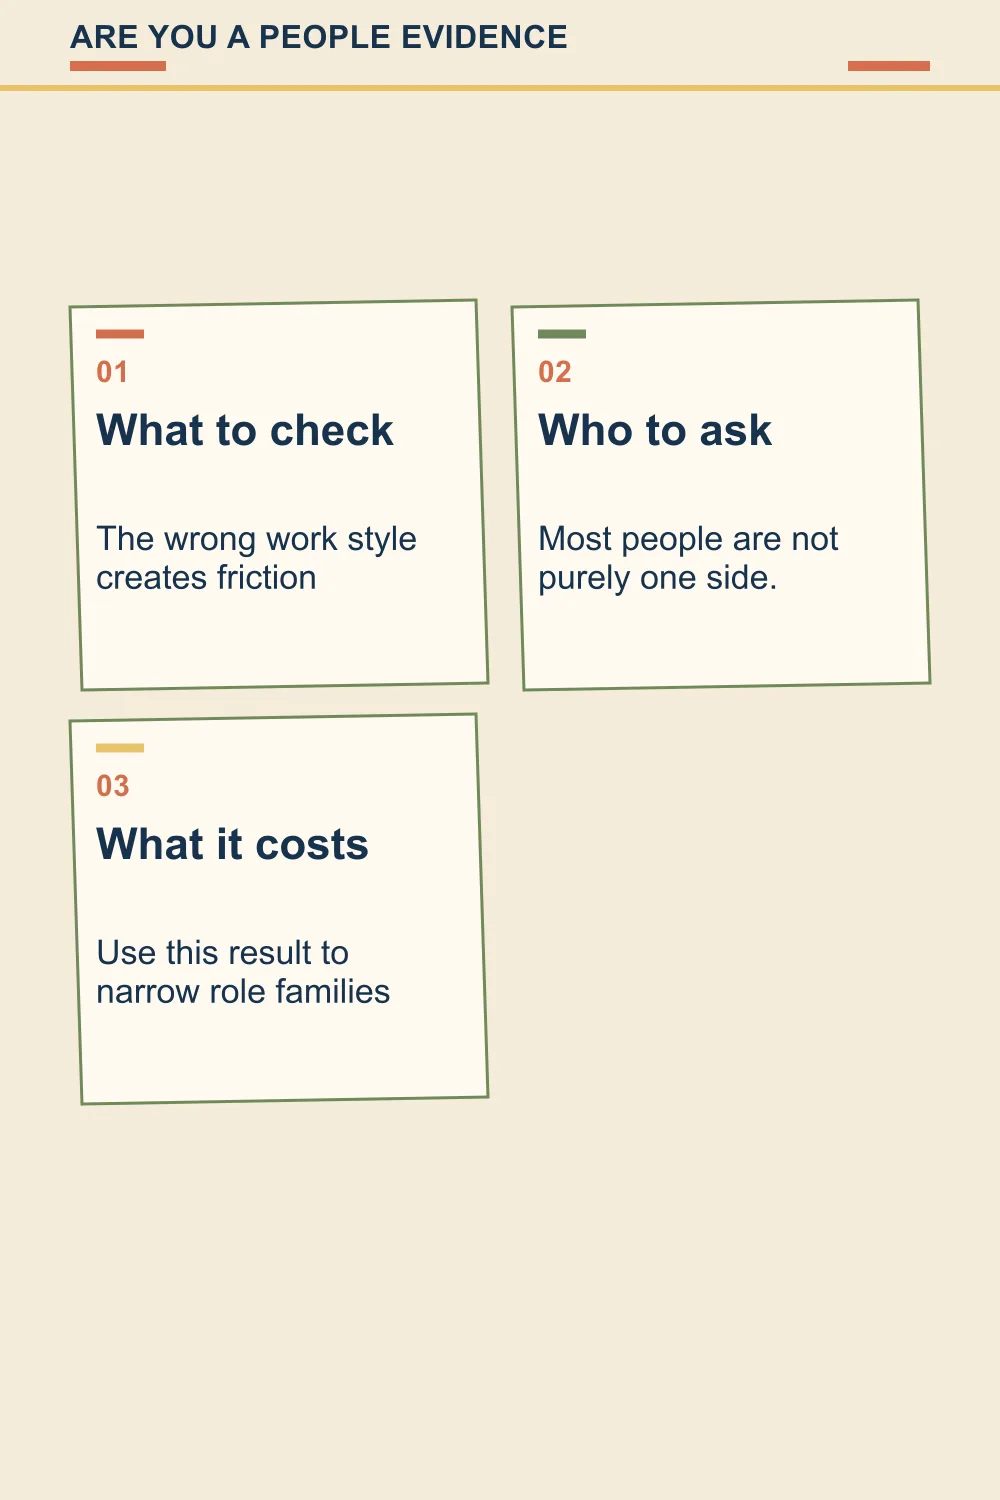 ARE YOU A PEOPLE EVIDENCE
01
What to check
The wrong work style
creates friction
02
Who to ask
Most people are not
purely one side.
03
What it costs
Use this result to
narrow role families